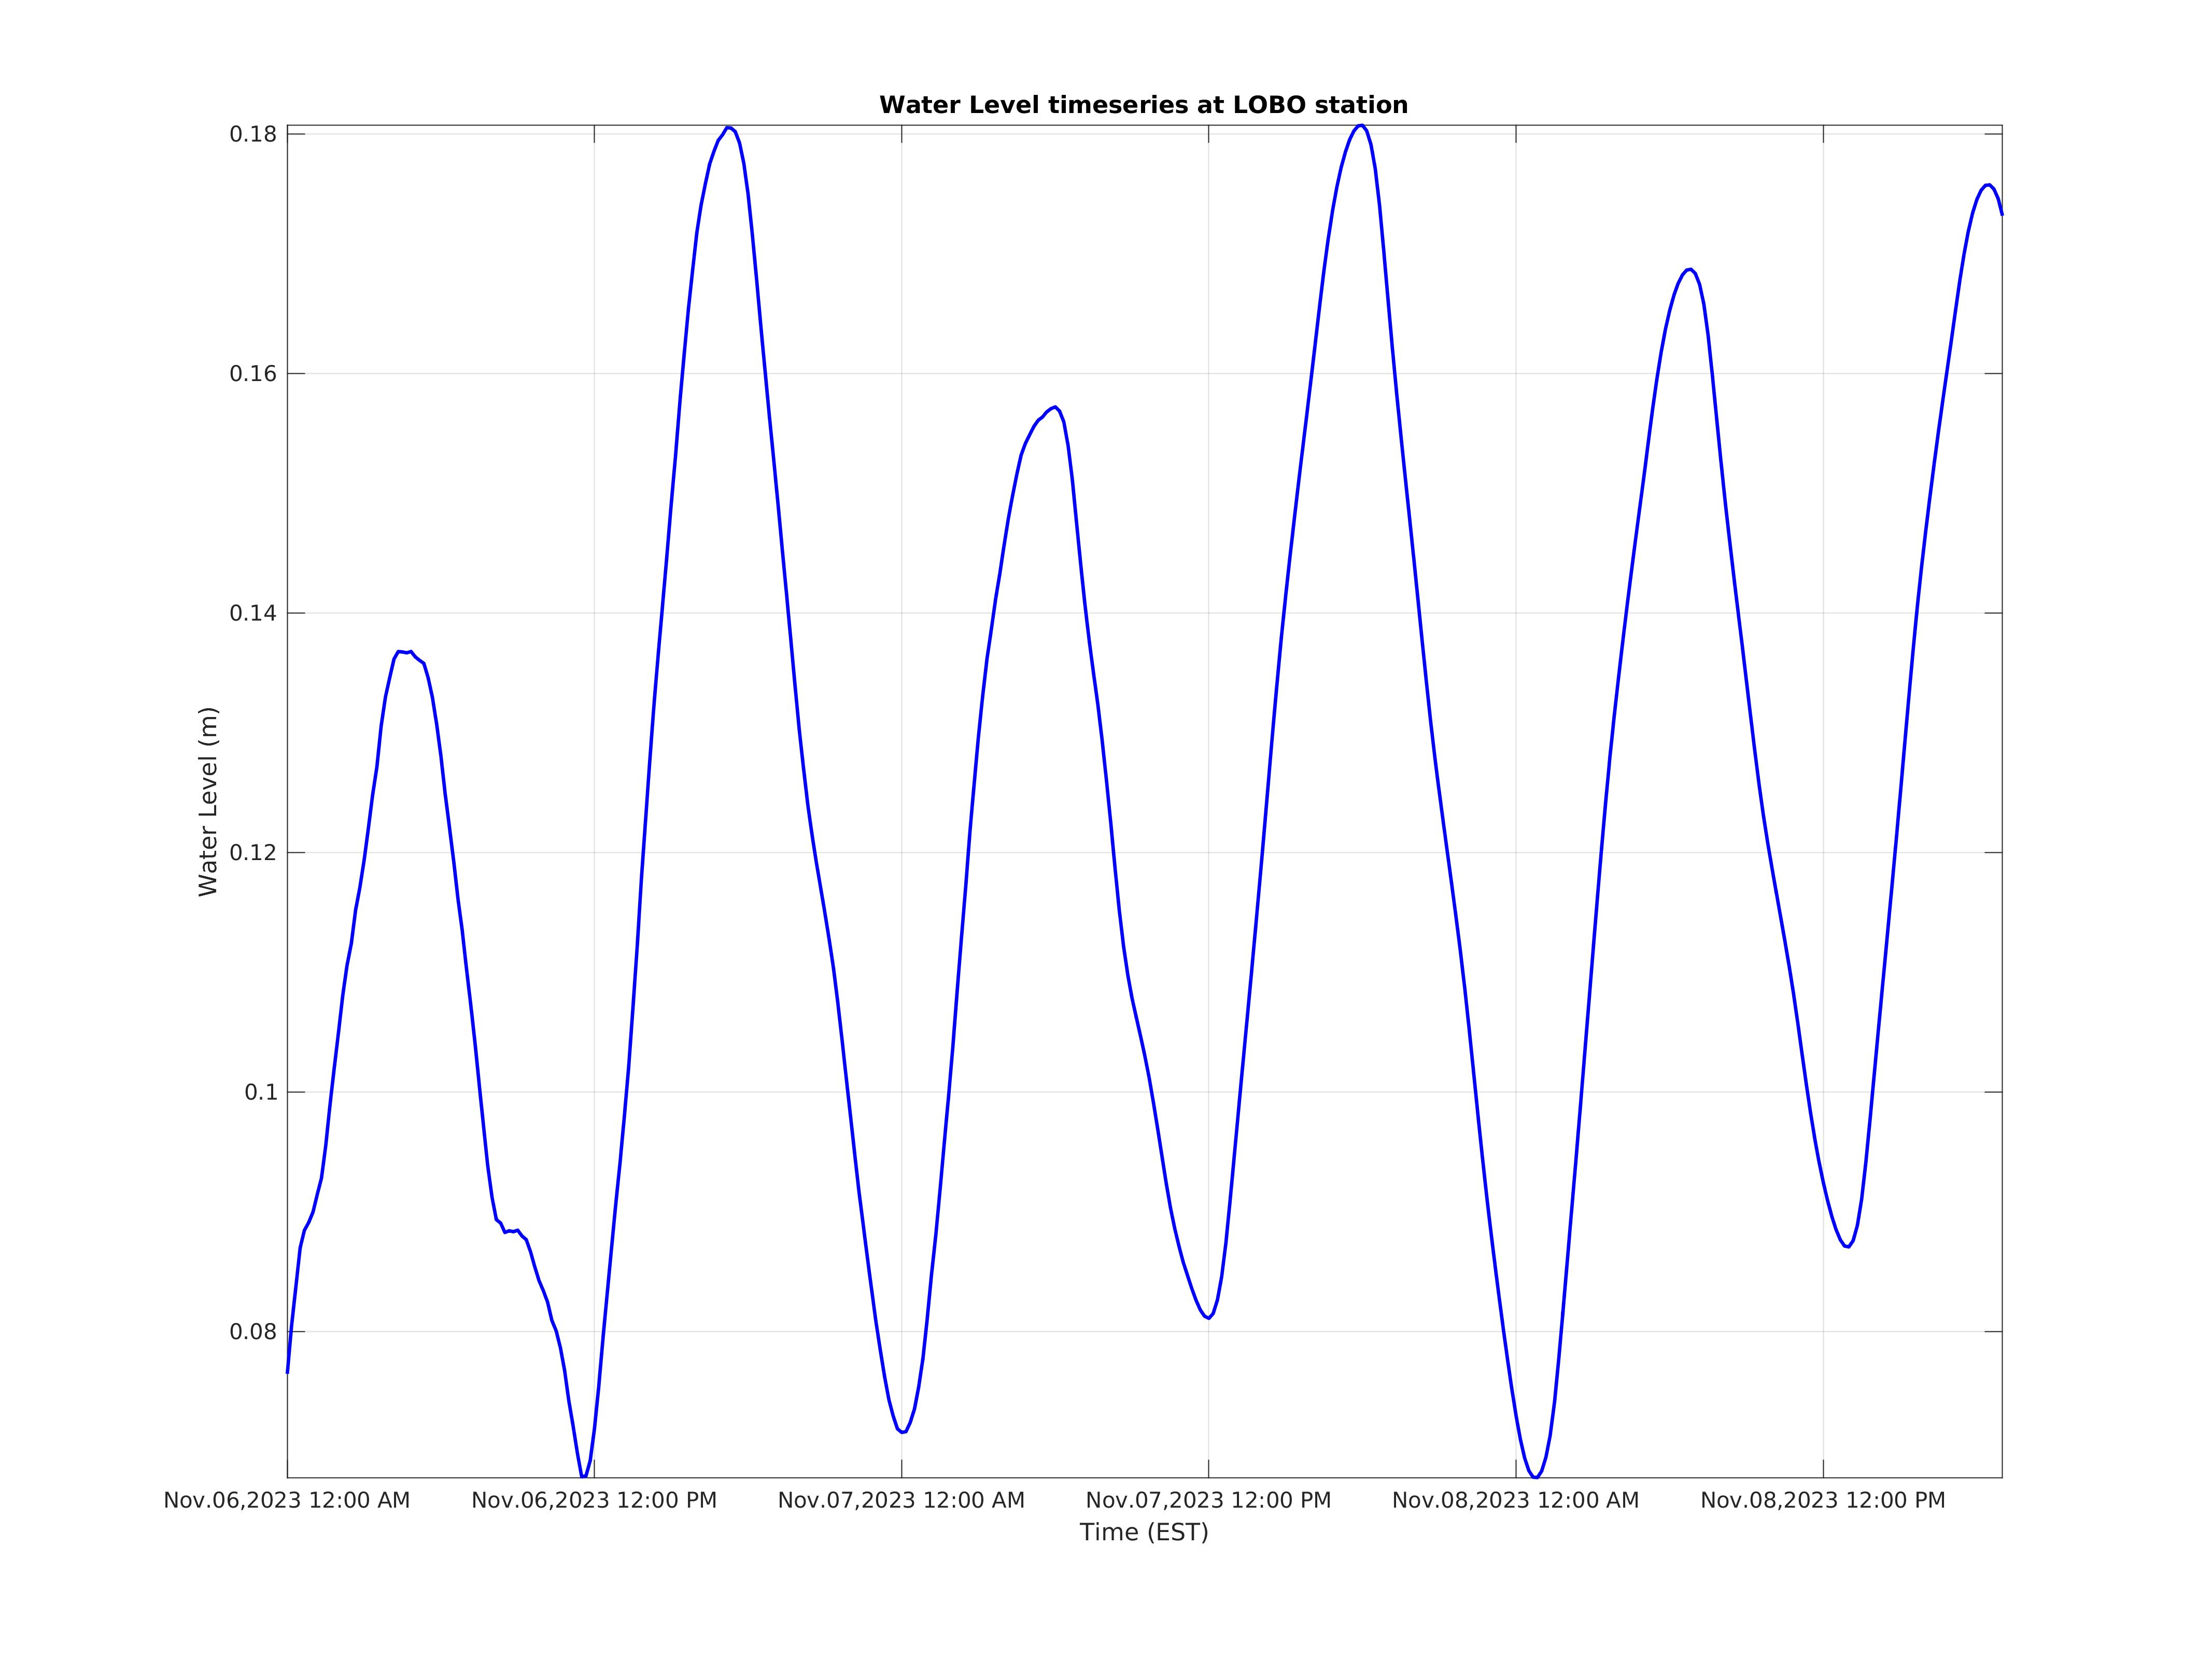 Water Level timeseries at LOBO station
0.18
0.16
0.14
0.12
0.1
0.08
Water Level (m)
Nov.06,2023 12:00 AM Nov.06,2023 12:00 PM Nov.07,2023 12:00 AM Nov.07,2023 12:00 PM Nov.08,2023 12:00 AM Nov.08,2023 12:00 PM
Time (EST)